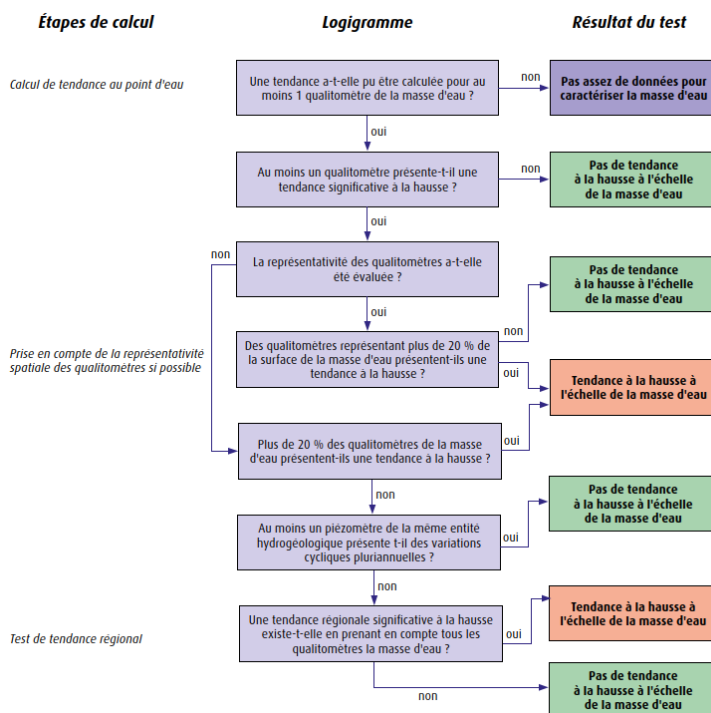 Étapes de calcul
Logigramme
Résultat du test
Calcul de tendance au point d'eau
Une tendance a-t-elle pu être calculée pour au
moins 1 qualitomètre de la masse d'eau ?
non
Pas assez de données pour
caractériser la masse d'eau
oui
Au moins un qualitomètre présente-t-il une
tendance significative à la hausse ?
non
Pas de tendance
à la hausse à l'échelle
de la masse d'eau
oui
non
La représentativité des qualitomètres a-t-elle
été évaluée ?
Pas de tendance
à la hausse à l'échelle
de la masse d'eau
oui
non
Prise en compte de la représentativité
spatiale des qualitomètres si possible
Des qualitomètres représentant plus de 20 % de
la surface de la masse d'eau présentent-ils une
tendance à la hausse ?
oui
Tendance à la hausse à
l'échelle de la masse d'eau
Plus de 20 % des qualitomètres de la masse
d'eau présentent-ils une tendance à la hausse ?
oui
non
Pas de tendance
à la hausse à l'échelle
de la masse d'eau
Au moins un piézomètre de la même entité
hydrogéologique présente t-il des variations
cycliques pluriannuelles ?
oui
non
Tendance à la hausse à
l'échelle de la masse d'eau
Test de tendance régional
Une tendance régionale significative à la hausse
existe-t-elle en prenant en compte tous les
qualitomètres la masse d'eau ?
oui
non
Pas de tendance
à la hausse à l'échelle
de la masse d'eau